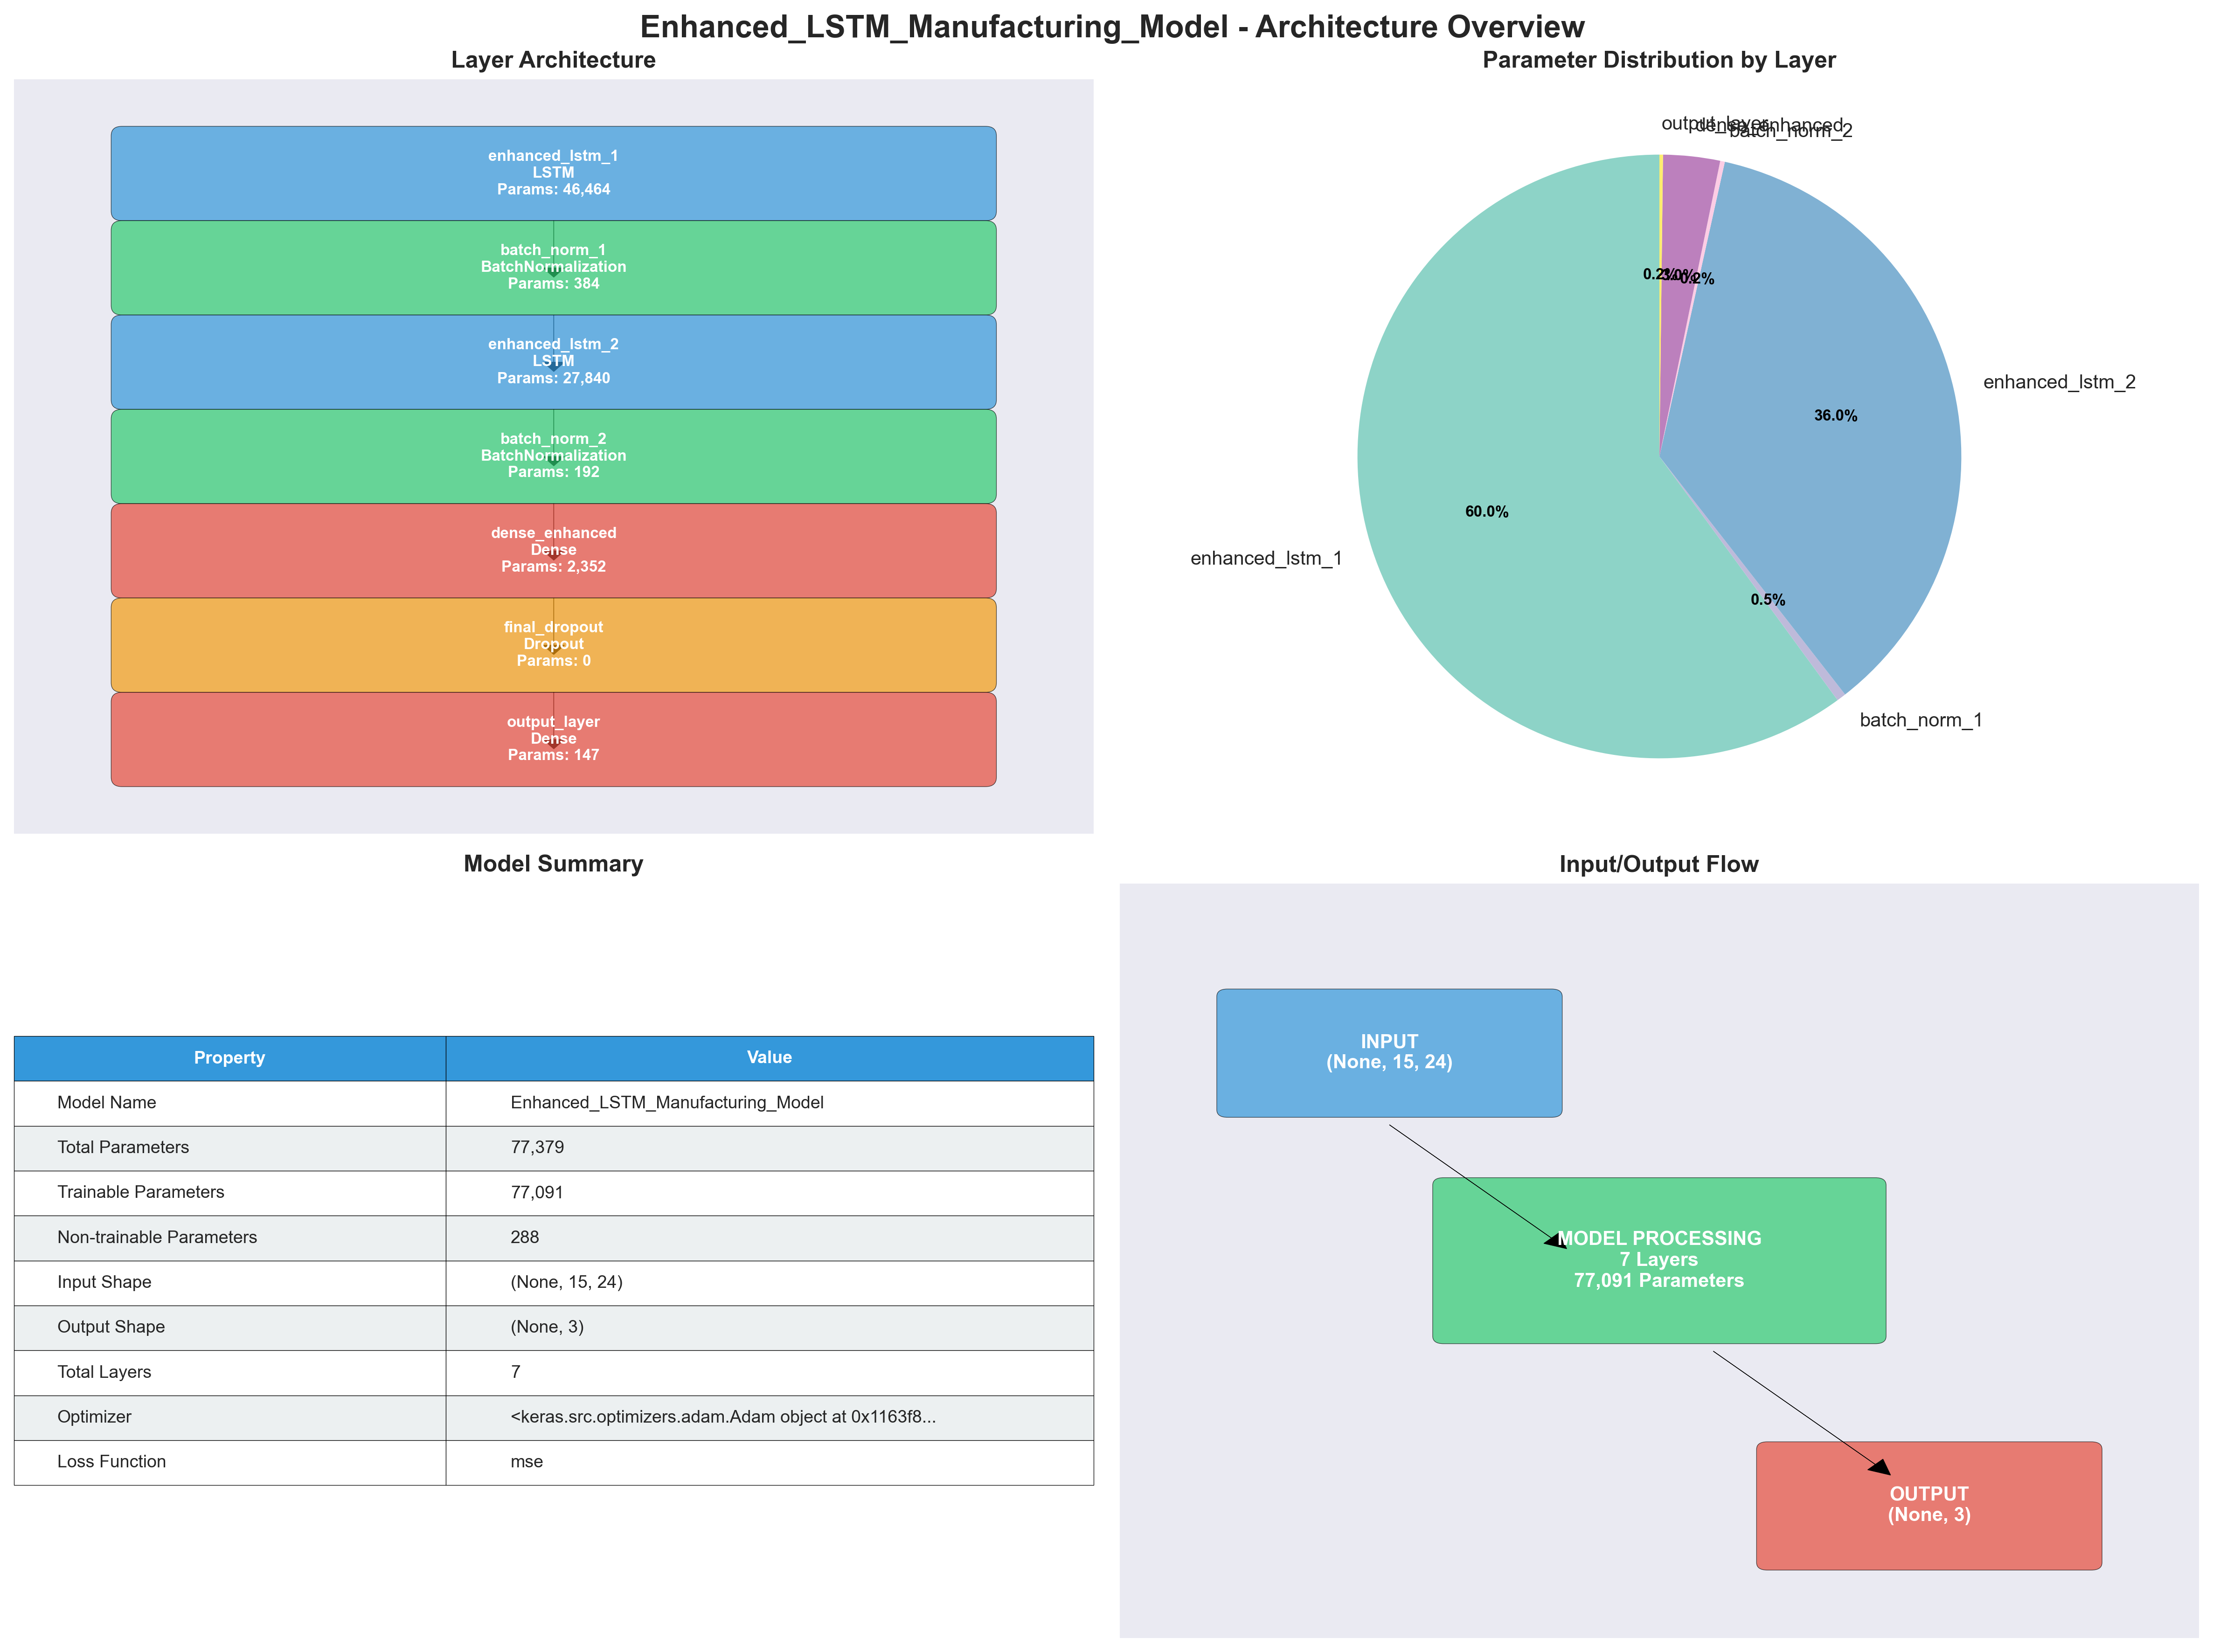 Enhanced_LSTM_Manufacturing_Model - Architecture Overview
Layer Architecture
enhanced_lstm_1
LSTM
Params: 46,464
batch_norm_1
BatchNormalization
Params: 384
enhanced_lstm_2
LSTM
Params: 27,840
batch_norm_2
BatchNormalization
Params: 192
dense_enhanced
Dense
Params: 2,352
final_dropout
Dropout
Params: 0
output_layer
Dense
Params: 147
Parameter Distribution by Layer
output_layer
dense_enhanced
batch_norm_2
0.2%
3.0%
0.2%
enhanced_lstm_2
36.0%
60.0%
enhanced_lstm_1
0.5%
batch_norm_1
Model Summary
Property Value
Model Name Enhanced_LSTM_Manufacturing_Model
Total Parameters 77,379
Trainable Parameters 77,091
Non-trainable Parameters 288
Input Shape (None, 15, 24)
Output Shape (None, 3)
Total Layers 7
Optimizer <keras.src.optimizers.adam.Adam object at 0x1163f8...
Loss Function mse
Input/Output Flow
INPUT
(None, 15, 24)
MODEL PROCESSING
7 Layers
77,091 Parameters
OUTPUT
(None, 3)